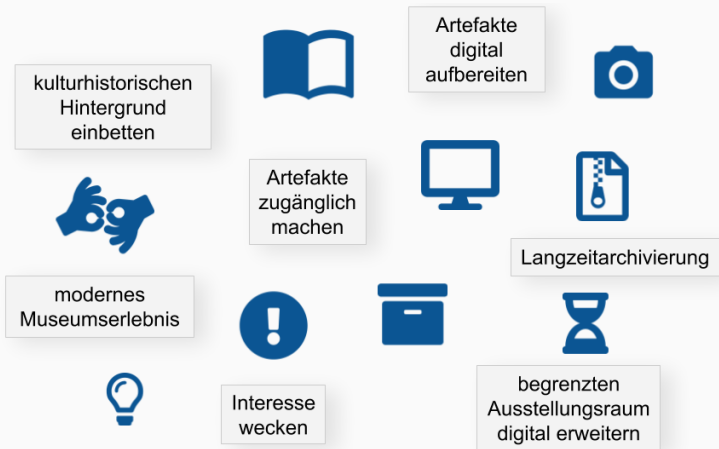 Artefakte
digital
aufbereiten
kulturhistorischen
Hintergrund
einbetten
Artefakte
zugänglich
machen
Langzeitarchivierung
modernes
Museumserlebnis
Interesse
wecken
begrenzten
Ausstellungsraum
digital erweitern